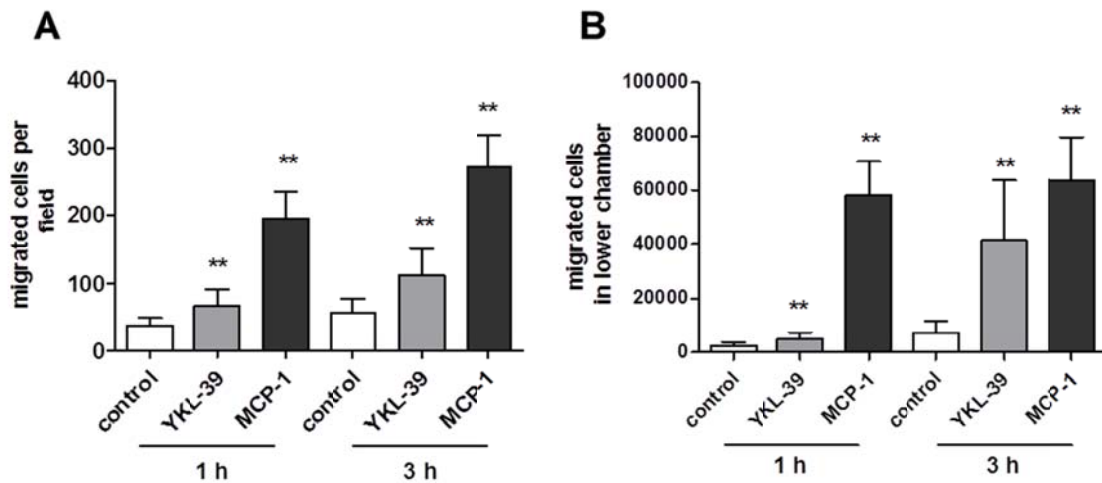 A
migrated cells per
field
400
300
200
100
0
**
**
**
**
control
YKL-39
MCP-1
control
YKL-39
MCP-1
1 h
3 h
B
migrated cells
in lower chamber
100000
80000
60000
40000
20000
0
**
**
**
**
control
YKL-39
MCP-1
control
YKL-39
MCP-1
1 h
3 h